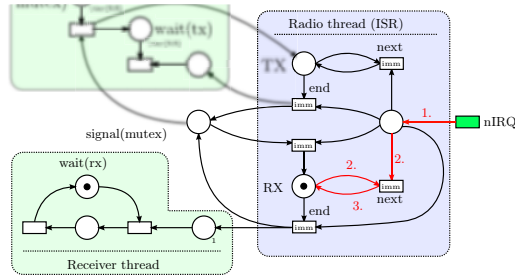 mutex)
wait(tx)
Radio thread (ISR)
next
TX
imm
end
imm
1.
nIRQ
signal(mutex)
imm
2.
2.
wait(rx)
RX
imm
3.
next
end
imm
1
Receiver thread